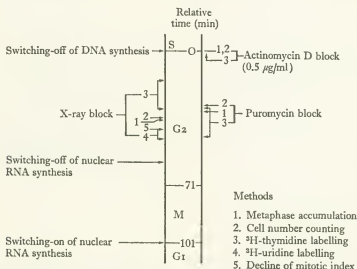 Relative
time (min)
Switching-off of DNA synthesis
S
0
1,2
3
Actinomycin D block
(0.5 µg/ml)
3
X-ray block
2
1
5
4
G2
2
1
3
Puromycin block
Switching-off of nuclear
RNA synthesis
71
M
Switching-on of nuclear
RNA synthesis
101
G1
Methods
1. Metaphase accumulation
2. Cell number counting
3. ³H-thymidine labelling
4. ³H-uridine labelling
5. Decline of mitotic index